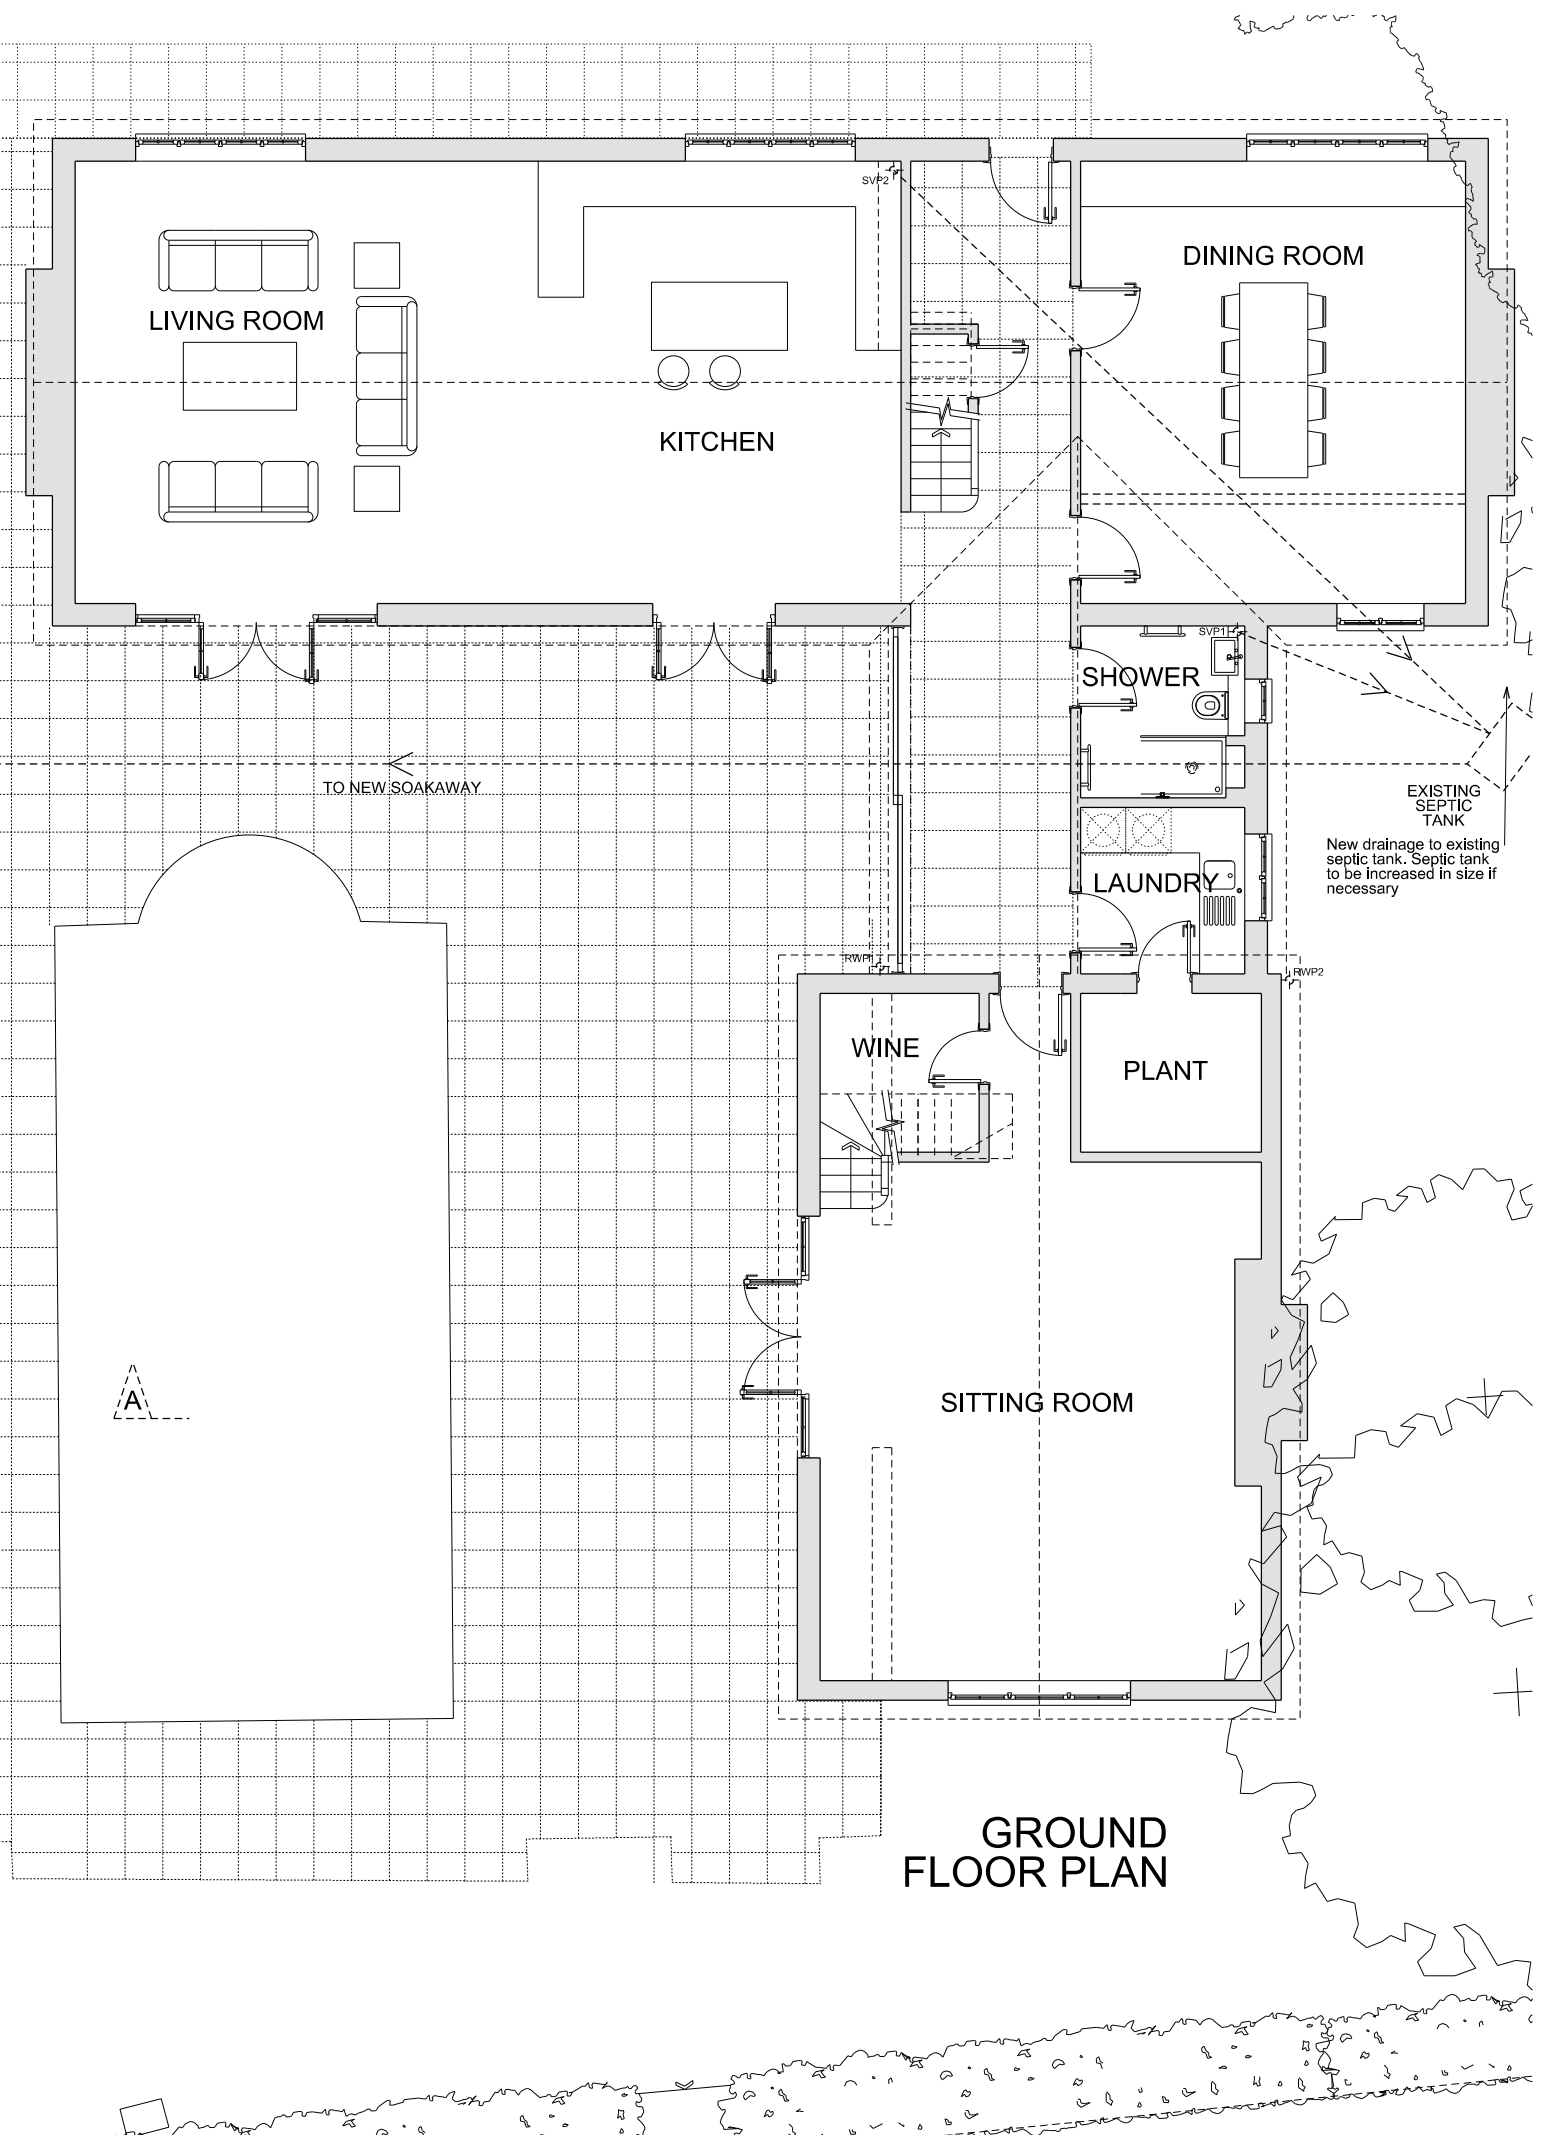 SVP2
DINING ROOM
LIVING ROOM
KITCHEN
SVP1
SHOWER
TO NEW SOAKAWAY
EXISTING
SEPTIC
TANK
New drainage to existing
septic tank. Septic tank
to be increased in size if
necessary
LAUNDRY
RWP1
RWP2
WINE
PLANT
A
SITTING ROOM
GROUND
FLOOR PLAN